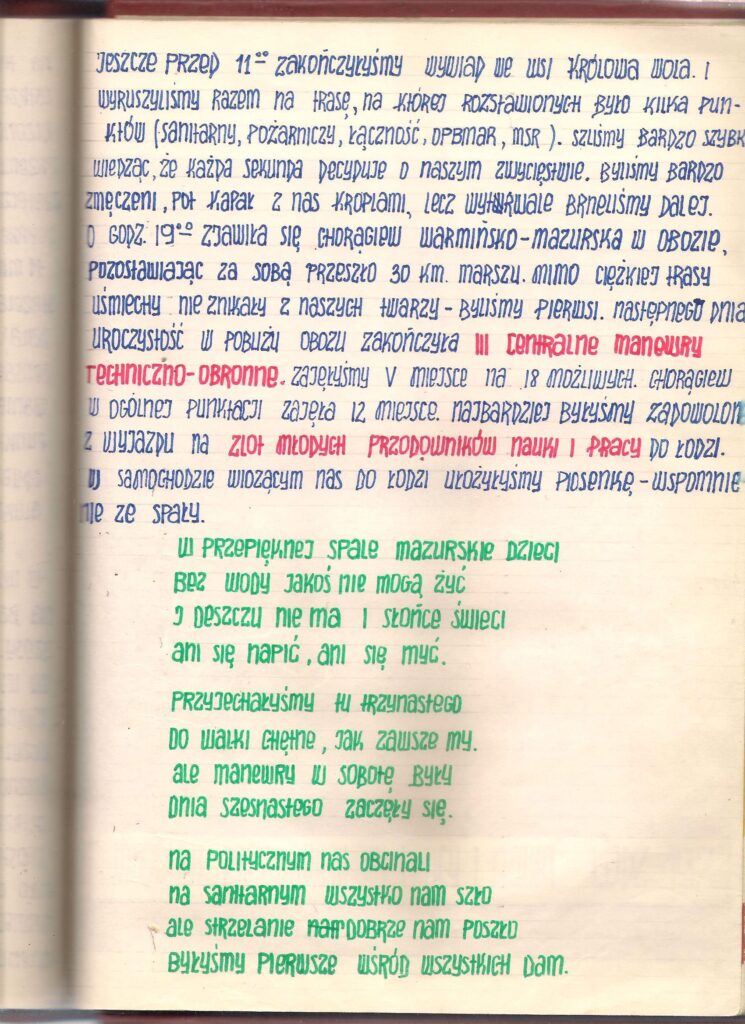 JESZCZE PRZED 11⁰⁰ ZAKOŃCZYŁYŚMY WYWIAD WE WSI KRÓLOWA WOLA. I
WYRUSZYLIŚMY RAZEM NA TRASĘ, NA KTÓREJ ROZSTAWIONYCH BYŁO KILKA PUN-
KTÓW (SANITARNY, POŻARNICZY, ŁĄCZNOŚĆ, OPBMAR, MSR). SZLIŚMY BARDZO SZYBK
WIEDZĄC, ŻE KAŻDA SEKUNDA DECYDUJE O NASZYM ZWYCIĘSTWIE. BYLIŚMY BARDZO
ZMĘCZENI, POT KAPAŁ Z NAS KROPLAMI, LECZ WYTRWALE BRNELIŚMY DALEJ.
O GODZ. 19⁰⁰ ZJAWIŁA SIĘ CHORĄGIEW WARMIŃSKO-MAZURSKA W OBOZIE,
POZOSTAWIAJĄC ZA SOBĄ PRZESZŁO 30 KM. MARSZU. MIMO CIĘŻKIEJ TRASY
UŚMIECHY NIE ZNIKAŁY Z NASZYCH TWARZY - BYLIŚMY PIERWSI. NASTĘPNEGO DNIA
UROCZYSTOŚĆ W POBLIŻU OBOZU ZAKOŃCZYŁA III CENTRALNE MANEWRY
TECHNICZNO-OBRONNE. ZAJĘŁYŚMY V MIEJSCE NA 18 MOŻLIWYCH. CHORĄGIEW
W OGÓLNEJ PUNKTACJI ZAJĘŁA 12 MIEJSCE. NAJBARDZIEJ BYŁYŚMY ZADOWOLON
Z WYJAZDU NA ZLOT MŁODYCH PRZODOWNIKÓW NAUKI I PRACY DO ŁODZI.
W SAMOCHODZIE WIOZĄCYM NAS DO ŁODZI UŁOŻYŁYŚMY PIOSENKĘ - WSPOMNIE
NIE ZE SPAŁY.
W PRZEPIĘKNEJ SPALE MAZURSKIE DZIECI
BEZ WODY JAKOŚ NIE MOGĄ ŻYĆ
I DESZCZU NIE MA I SŁOŃCE ŚWIECI
ANI SIĘ NAPIĆ, ANI SIĘ MYĆ.
PRZYJECHAŁYŚMY TU TRZYNASTEGO
DO WALKI CHĘTNE, JAK ZAWSZE MY.
ALE MANEWRY W SOBOTĘ BYŁY
DNIA SZESNASTEGO ZACZĘŁY SIĘ.
NA POLITYCZNYM NAS OBCINALI
NA SANITARNYM WSZYSTKO NAM SZŁO
ALE STRZELANIE DOBRZE NAM POSZŁO
BYŁYŚMY PIERWSZE WŚRÓD WSZYSTKICH DAM.